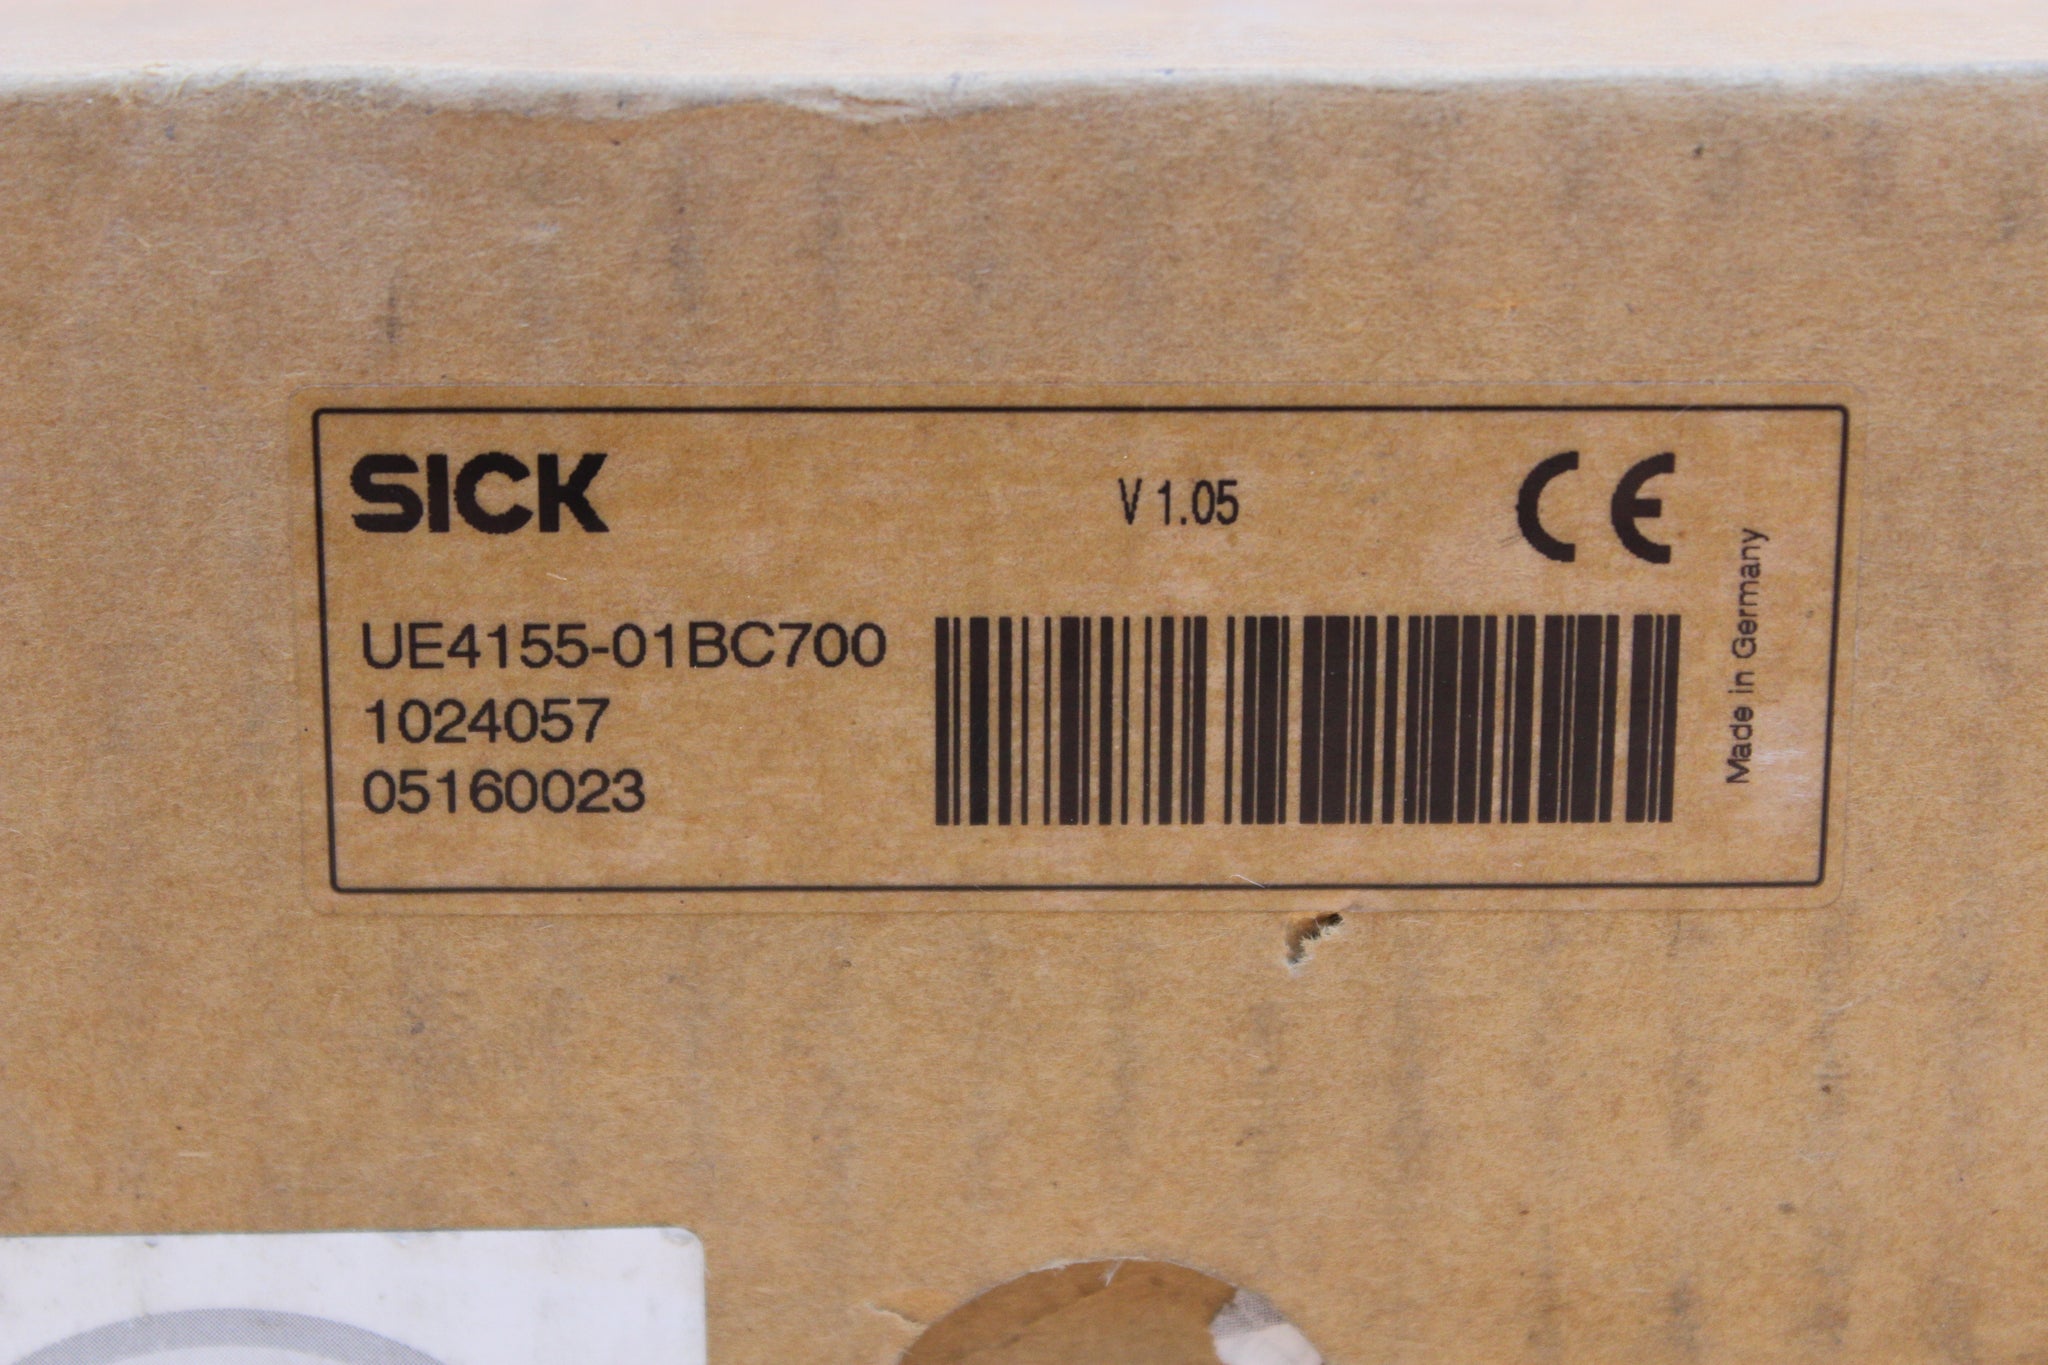 SICK
V 1.05
CE
UE4155-01BC700
1024057
05160023
Made in Germany